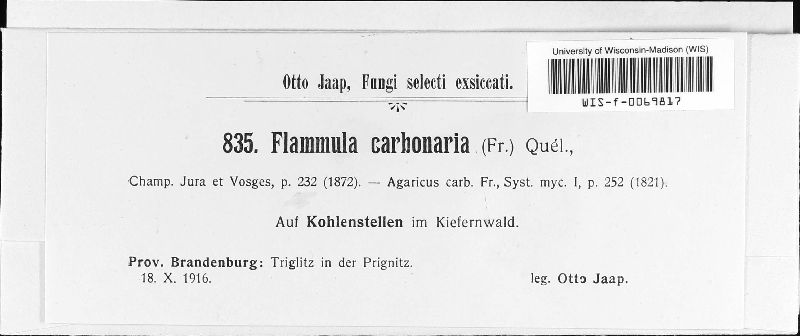 University of Wisconsin-Madison (WIS)
WIS-f-0069817
Otto Jaap, Fungi selecti exsiccati.
835. Flammula carbonaria (Fr.) Quél.,
Champ. Jura et Vosges, p. 232 (1872). — Agaricus carb. Fr., Syst. myc. I, p. 252 (1821).
Auf Kohlenstellen im Kiefernwald.
Prov. Brandenburg: Triglitz in der Prignitz.
18. X. 1916. leg. Otto Jaap.